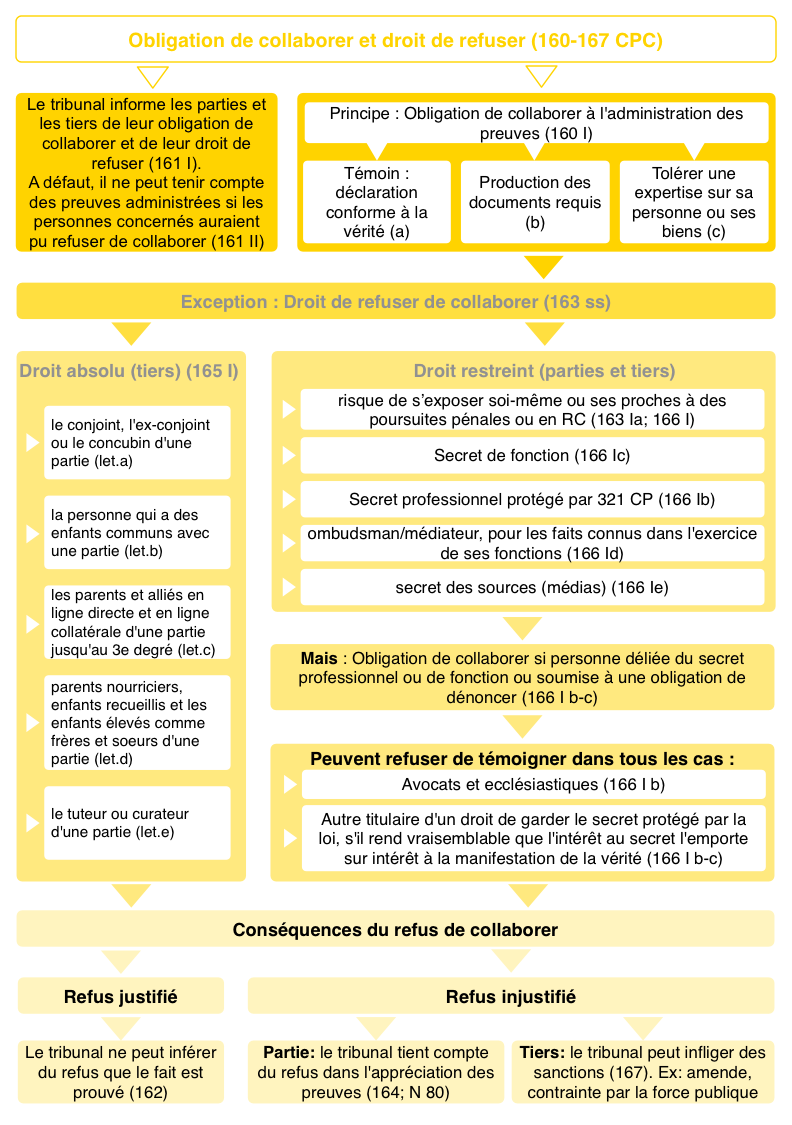 Obligation de collaborer et droit de refuser (160-167 CPC)
Le tribunal informe les parties et
les tiers de leur obligation de
collaborer et de leur droit de
refuser (161 I).
A défaut, il ne peut tenir compte
des preuves administrées si les
personnes concernés auraient
pu refuser de collaborer (161 II)
Principe : Obligation de collaborer à l'administration des
preuves (160 I)
Témoin :
déclaration
conforme à la
vérité (a)
Production des
documents requis
(b)
Tolérer une
expertise sur sa
personne ou ses
biens (c)
Exception : Droit de refuser de collaborer (163 ss)
Droit absolu (tiers) (165 I)
le conjoint, l'ex-conjoint
ou le concubin d'une
partie (let.a)
la personne qui a des
enfants communs avec
une partie (let.b)
les parents et alliés en
ligne directe et en ligne
collatérale d'une partie
jusqu'au 3e degré (let.c)
parents nourriciers,
enfants recueillis et les
enfants élevés comme
frères et soeurs d'une
partie (let.d)
le tuteur ou curateur
d'une partie (let.e)
Droit restreint (parties et tiers)
risque de s’exposer soi-même ou ses proches à des
poursuites pénales ou en RC (163 Ia; 166 I)
Secret de fonction (166 Ic)
Secret professionnel protégé par 321 CP (166 Ib)
ombudsman/médiateur, pour les faits connus dans l'exercice
de ses fonctions (166 Id)
secret des sources (médias) (166 Ie)
Mais : Obligation de collaborer si personne déliée du secret
professionnel ou de fonction ou soumise à une obligation de
dénoncer (166 I b-c)
Peuvent refuser de témoigner dans tous les cas :
Avocats et ecclésiastiques (166 I b)
Autre titulaire d'un droit de garder le secret protégé par la
loi, s'il rend vraisemblable que l'intérêt au secret l'emporte
sur intérêt à la manifestation de la vérité (166 I b-c)
Conséquences du refus de collaborer
Refus justifié
Le tribunal ne peut inférer
du refus que le fait est
prouvé (162)
Refus injustifié
Partie: le tribunal tient compte
du refus dans l'appréciation des
preuves (164; N 80)
Tiers: le tribunal peut infliger des
sanctions (167). Ex: amende,
contrainte par la force publique